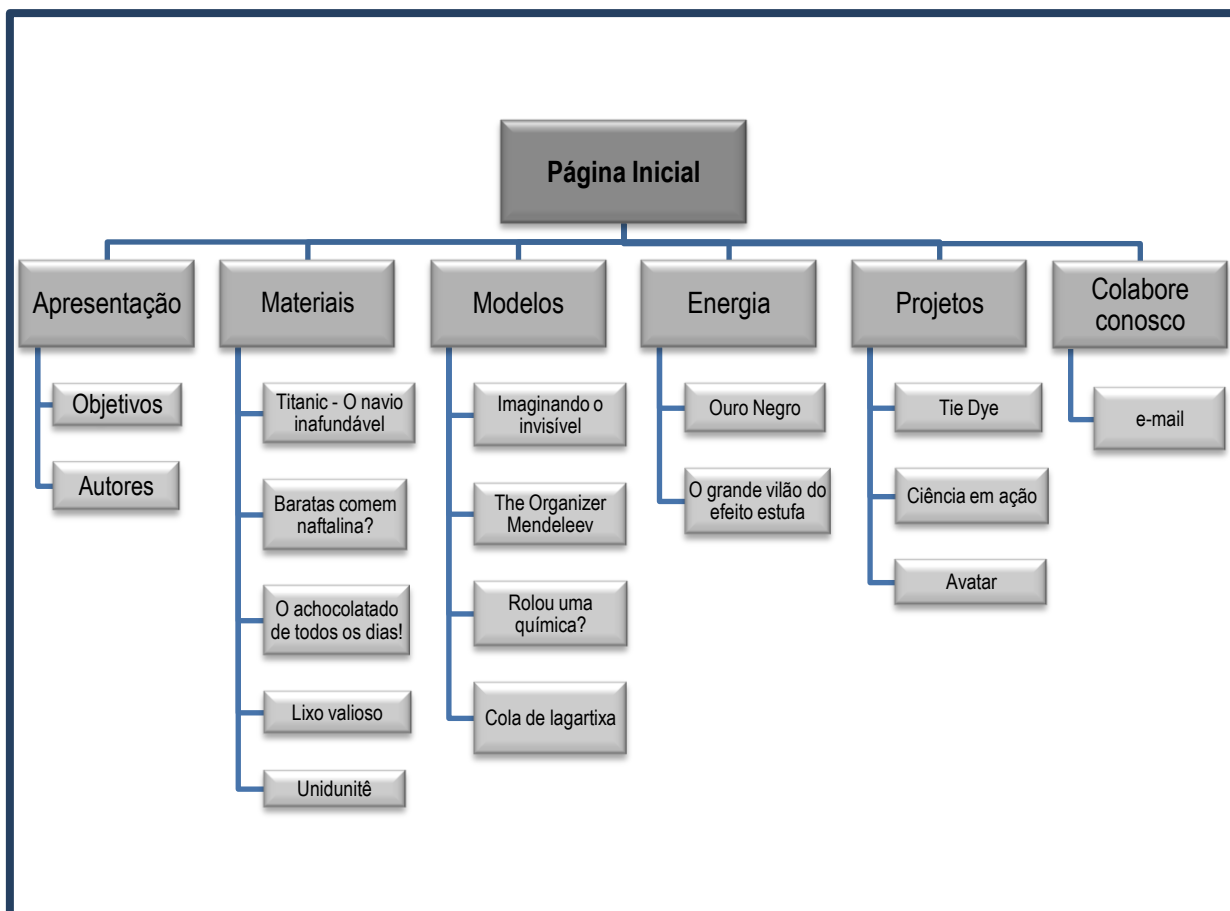 Página Inicial
Apresentação
Objetivos
Autores
Materiais
Titanic - O navio
inafundável
Baratas comem
naftalina?
O achocolatado
de todos os dias!
Lixo valioso
Unidunitê
Modelos
Imaginando o
invisível
The Organizer
Mendeleev
Rolou uma
química?
Cola de lagartixa
Energia
Ouro Negro
O grande vilão do
efeito estufa
Projetos
Tie Dye
Ciência em ação
Avatar
Colabore
conosco
e-mail